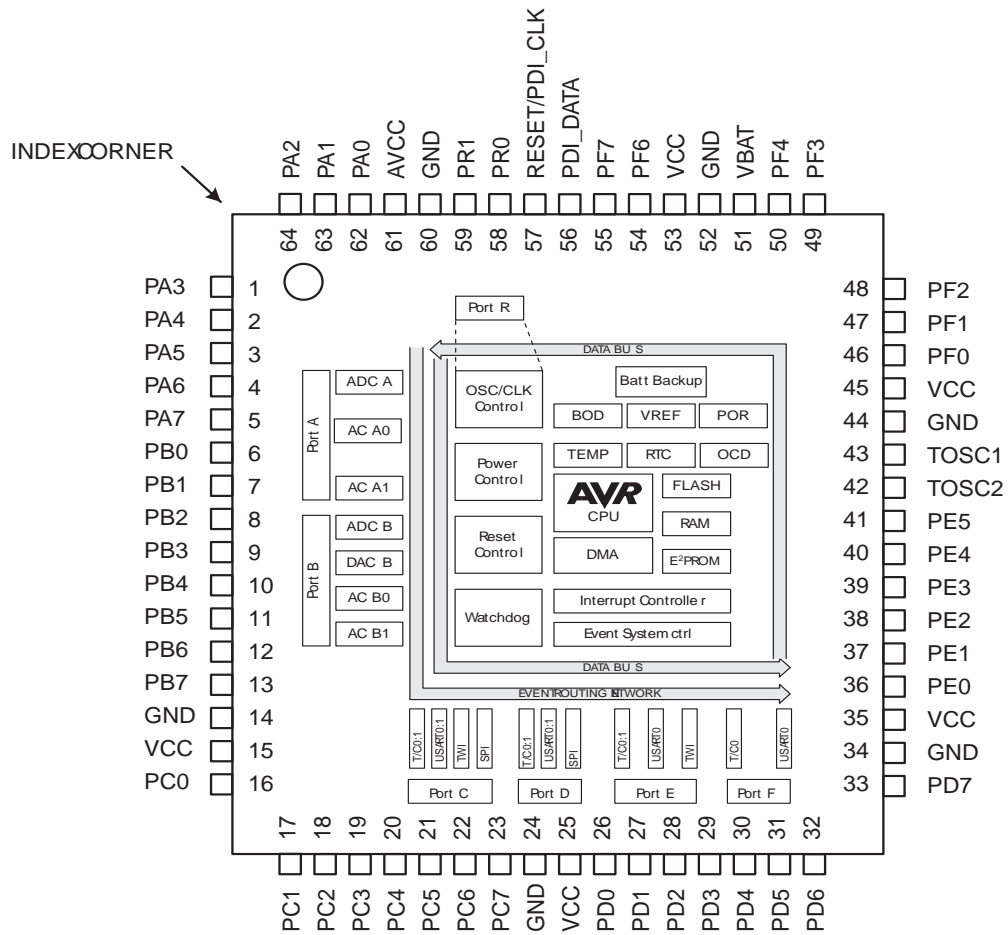 INDEXCORNER
PA2
PA1
PA0
AVCC
GND
PR1
PR0
RESET/PDI_CLK
PDI_DATA
PF7
PF6
VCC
GND
VBAT
PF4
PF3
64
63
62
61
60
59
58
57
56
55
54
53
52
51
50
49
PA3 1
PA4 2
PA5 3
PA6 4
PA7 5
PB0 6
PB1 7
PB2 8
PB3 9
PB4 10
PB5 11
PB6 12
PB7 13
GND 14
VCC 15
PC0 16
48 PF2
47 PF1
46 PF0
45 VCC
44 GND
43 TOSC1
42 TOSC2
41 PE5
40 PE4
39 PE3
38 PE2
37 PE1
36 PE0
35 VCC
34 GND
33 PD7
Port R
DATA BUS
Port A
ADC A
AC A0
AC A1
Port B
ADC B
DAC B
AC B0
AC B1
OSC/CLK
Control
Power
Control
Reset
Control
Watchdog
Batt Backup
BOD
VREF
POR
TEMP
RTC
OCD
AVR
CPU
FLASH
RAM
DMA
E²PROM
Interrupt Controller
Event System ctrl
DATA BUS
T/C0:1
USART0:1
TWI
SPI
T/C0:1
USART0:1
SPI
T/C0:1
USART0
TWI
T/C0
USART0
Port C
Port D
Port E
Port F
17
18
19
20
21
22
23
24
25
26
27
28
29
30
31
32
PC1
PC2
PC3
PC4
PC5
PC6
PC7
GND
VCC
PD0
PD1
PD2
PD3
PD4
PD5
PD6